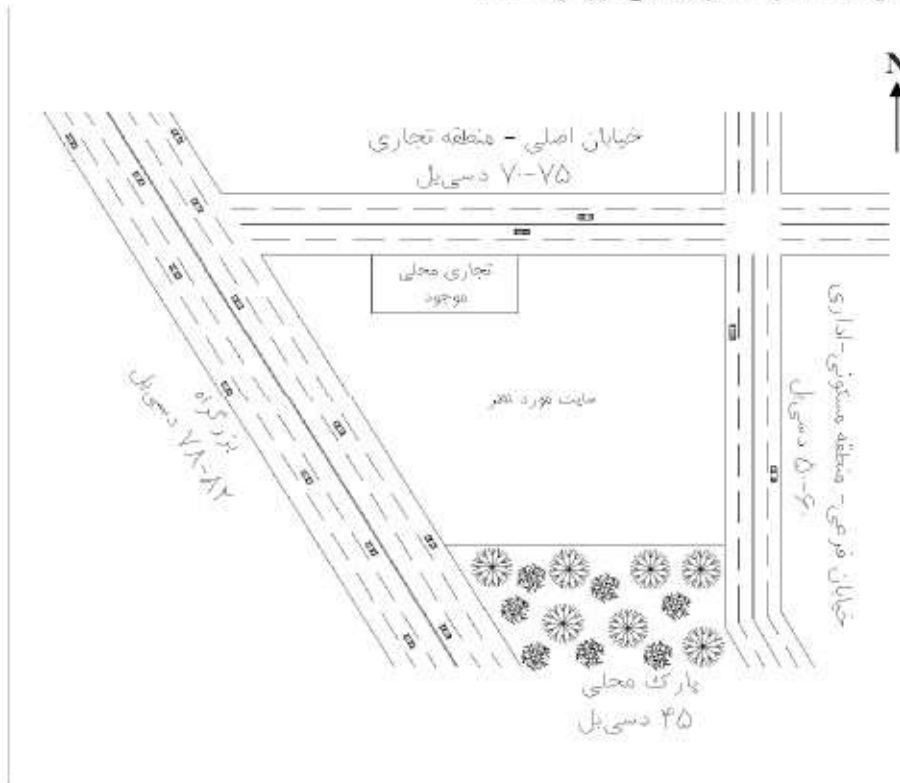 N
خیابان اصلی - منطقه تجاری
۷۰-۷۵ دسی‌بل
تجاری محلی
موجود
سایت مورد نظر
بزرگراه
۷۸-۸۲ دسی‌بل
خیابان فرعی - منطقه مسکونی-اداری
۵۰-۶۰ دسی‌بل
پارک محلی
۴۵ دسی‌بل